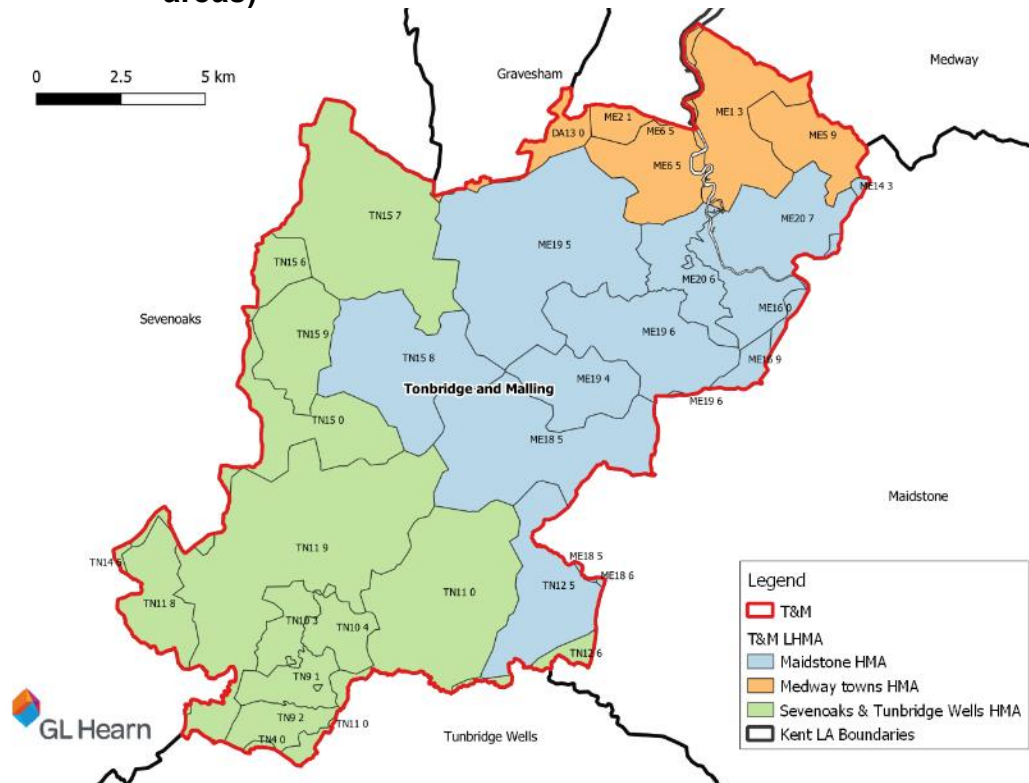 areas)
0 2.5 5 km
Gravesham
Medway
ME2 1
ME1 3
DA13 0
ME6 5
ME5 9
ME6 5
ME14 3
TN15 7
ME20 7
ME19 5
TN15 6
ME20 6
Sevenoaks
TN15 9
ME16 0
ME19 6
TN15 8
ME16 9
ME19 4
Tonbridge and Malling
ME19 6
TN15 0
ME18 5
Maidstone
TN11 9
ME18 5
TN14 6
ME18 6
TN11 0
TN12 5
TN11 8
TN10 3
TN10 4
TN12 6
TN9 1
TN9 2
TN11 0
TN4 0
Tunbridge Wells
GL Hearn
Legend
T&M
T&M LHMA
Maidstone HMA
Medway towns HMA
Sevenoaks & Tunbridge Wells HMA
Kent LA Boundaries